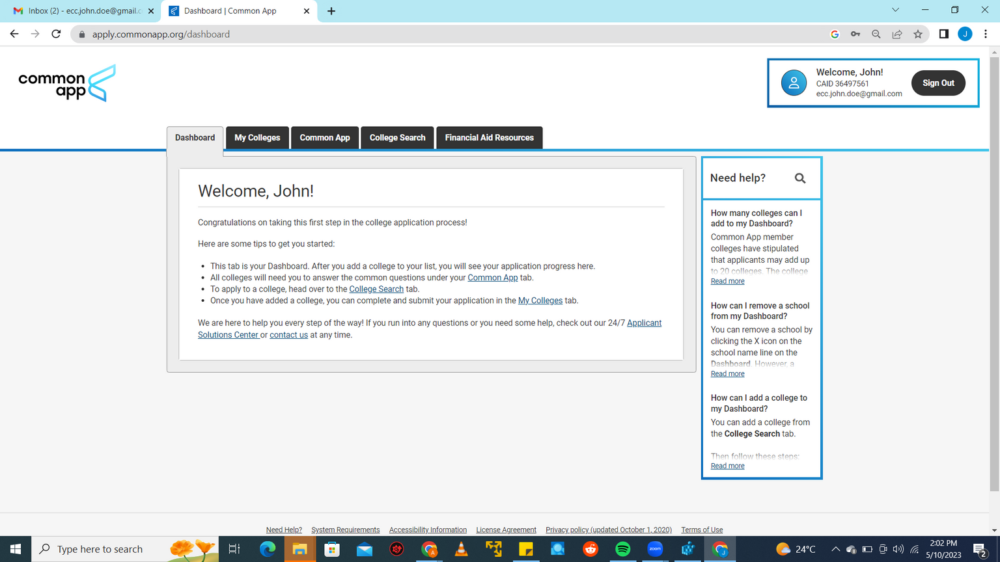 Inbox (2) - ecc.john.doe@gmail.c
Dashboard | Common App
apply.commonapp.org/dashboard
J
common
app
Welcome, John!
CAID 36497561
ecc.john.doe@gmail.com
Sign Out
Dashboard
My Colleges
Common App
College Search
Financial Aid Resources
Welcome, John!
Congratulations on taking this first step in the college application process!
Here are some tips to get you started:
• This tab is your Dashboard. After you add a college to your list, you will see your application progress here.
• All colleges will need you to answer the common questions under your Common App tab.
• To apply to a college, head over to the College Search tab.
• Once you have added a college, you can complete and submit your application in the My Colleges tab.
We are here to help you every step of the way! If you run into any questions or you need some help, check out our 24/7 Applicant
Solutions Center or contact us at any time.
Need help?
How many colleges can I
add to my Dashboard?
Common App member
colleges have stipulated
that applicants may add up
to 20 colleges. The college
Read more
How can I remove a school
from my Dashboard?
You can remove a school by
clicking the X icon on the
school name line on the
Dashboard. However, a
Read more
How can I add a college to
my Dashboard?
You can add a college from
the College Search tab.
Then follow these steps:
Read more
Need Help?
System Requirements
Accessibility Information
License Agreement
Privacy policy (updated October 1, 2020)
Terms of Use
Type here to search
A
zoom
J
24°C
2:02 PM
5/10/2023
2